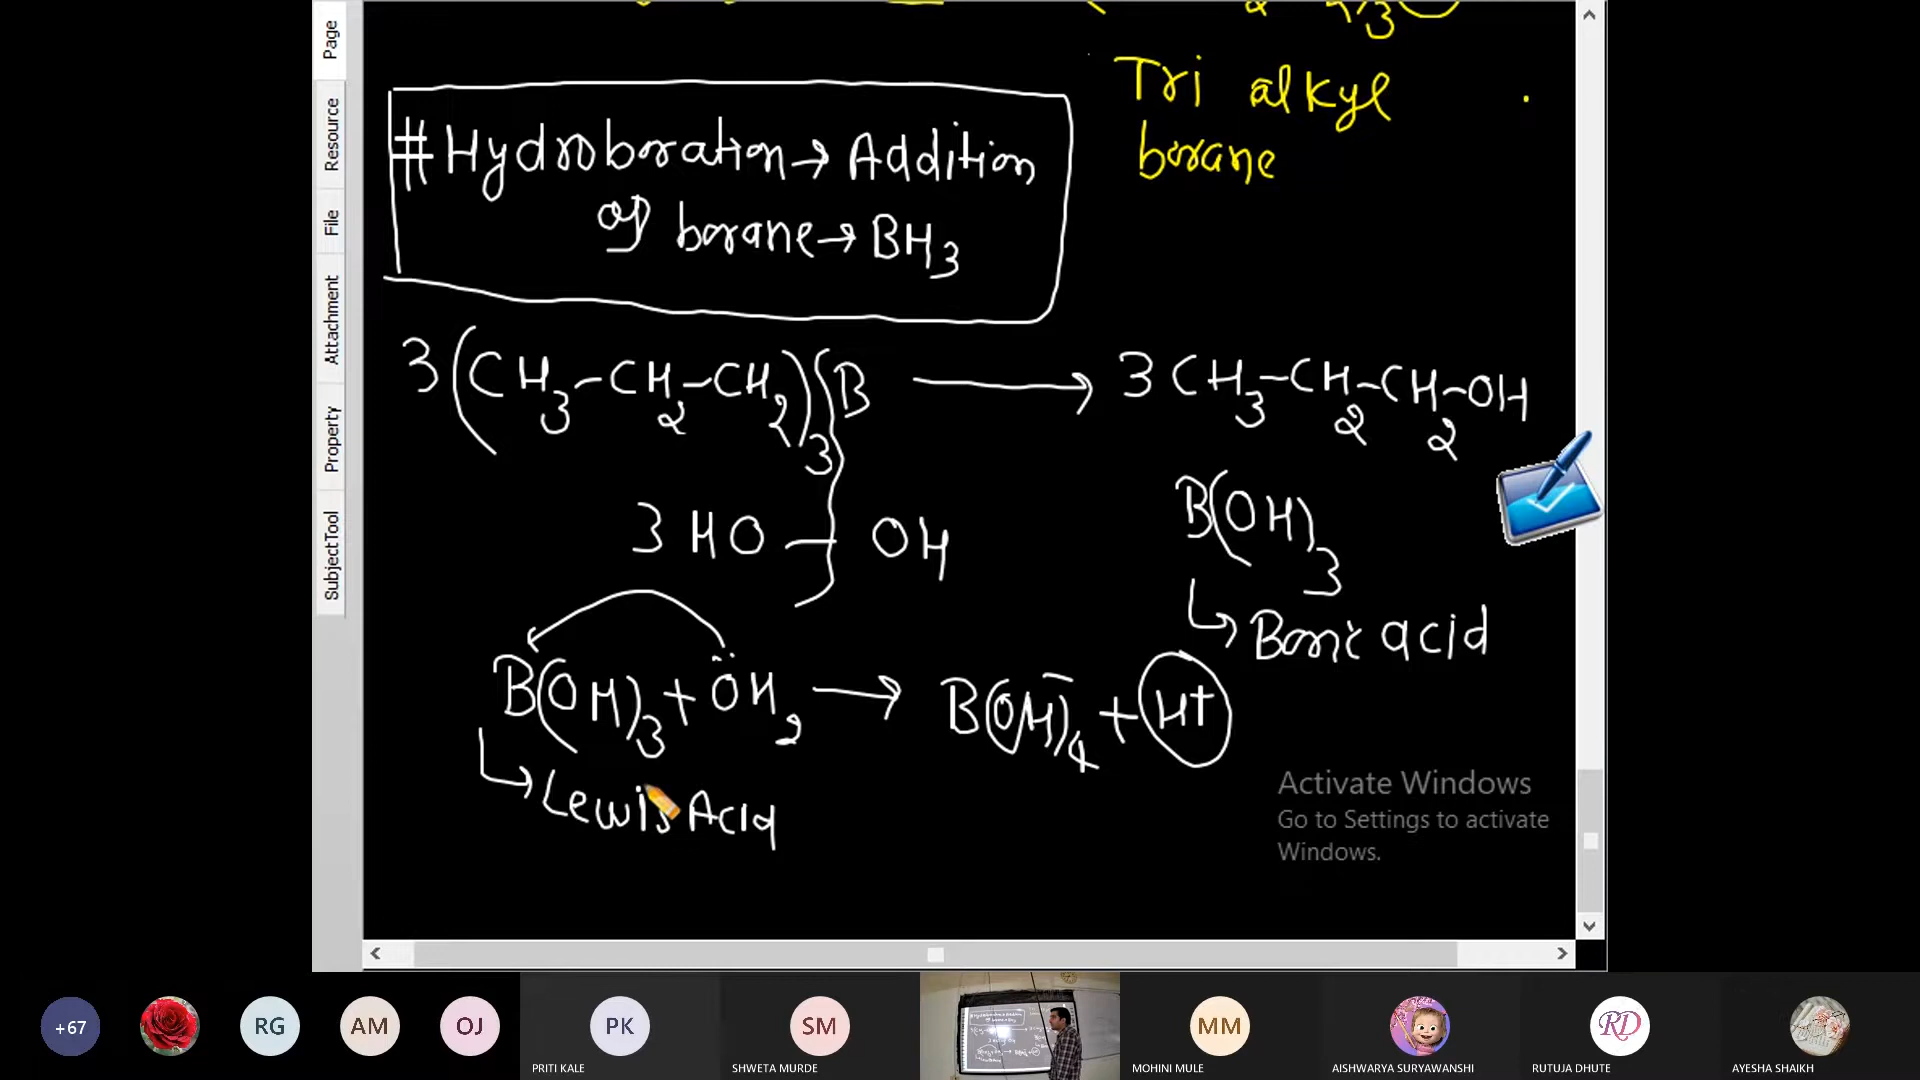 Page
Resource
File
Attachment
Property
SubjectTool
Tri alkyl
borane
# Hydroboration → Addition
of borane → BH3
3(CH3-CH2-CH2)3B → 3CH3-CH2-CH2-OH
3HO - OH
B(OH)3
↳ Boric acid
B(OH)3 + ÖH2 → B(OH)4⁻ + H+
↳ Lewis Acid
Activate Windows
Go to Settings to activate
Windows.
+67
RG
AM
OJ
PK
SM
MM
RD
PRITI KALE
SHWETA MURDE
MOHINI MULE
AISHWARYA SURYAWANSHI
RUTUJA DHUTE
AYESHA SHAIKH